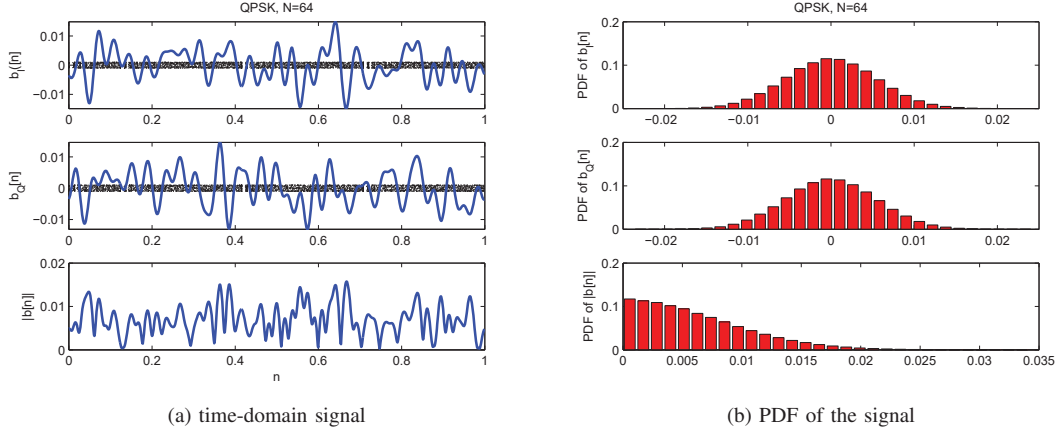 QPSK, N=64
b_I([n]
0.01
0
−0.01
0 0.2 0.4 0.6 0.8 1
b_Q[n]
0.01
0
−0.01
0 0.2 0.4 0.6 0.8 1
|b[n]|
0.02
0.01
0
0 0.2 0.4 0.6 0.8 1
n
(a) time-domain signal
QPSK, N=64
PDF of b_I[n]
0.2
0.1
0
−0.02 −0.01 0 0.01 0.02
PDF of b_Q[n]
0.2
0.1
0
−0.02 −0.01 0 0.01 0.02
PDF of |b[n]|
0.2
0.1
0
0 0.005 0.01 0.015 0.02 0.025 0.03 0.035
(b) PDF of the signal